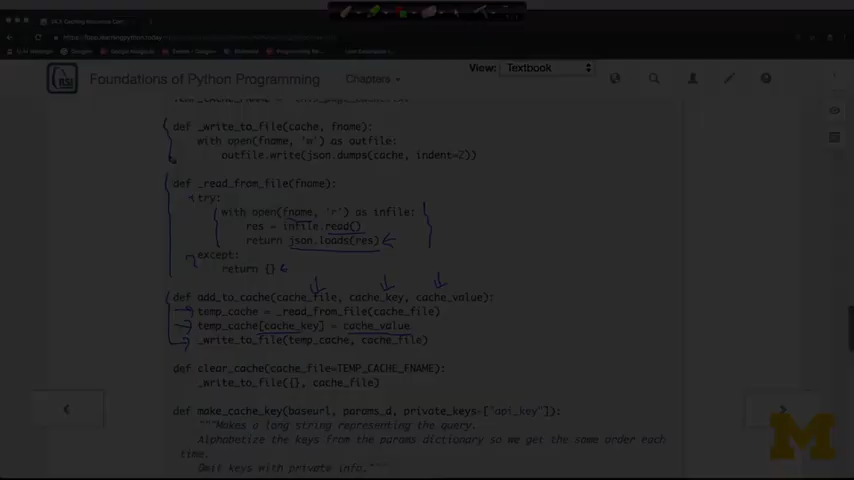 Foundations of Python Programming
Chapters
View: Textbook
def _write_to_file(cache, fname):
with open(fname, 'w') as outfile:
outfile.write(json.dumps(cache, indent=2))
def _read_from_file(fname):
try:
with open(fname, 'r') as infile:
res = infile.read()
return json.loads(res)
except:
return {}
def add_to_cache(cache_file, cache_key, cache_value):
temp_cache = _read_from_file(cache_file)
temp_cache[cache_key] = cache_value
_write_to_file(temp_cache, cache_file)
def clear_cache(cache_file=TEMP_CACHE_FNAME):
_write_to_file({}, cache_file)
def make_cache_key(baseurl, params_d, private_keys=["api_key"]):
"""Makes a long string representing the query.
Alphabetize the keys from the params dictionary so we get the same order each
time.
Omit keys with private info."""
M